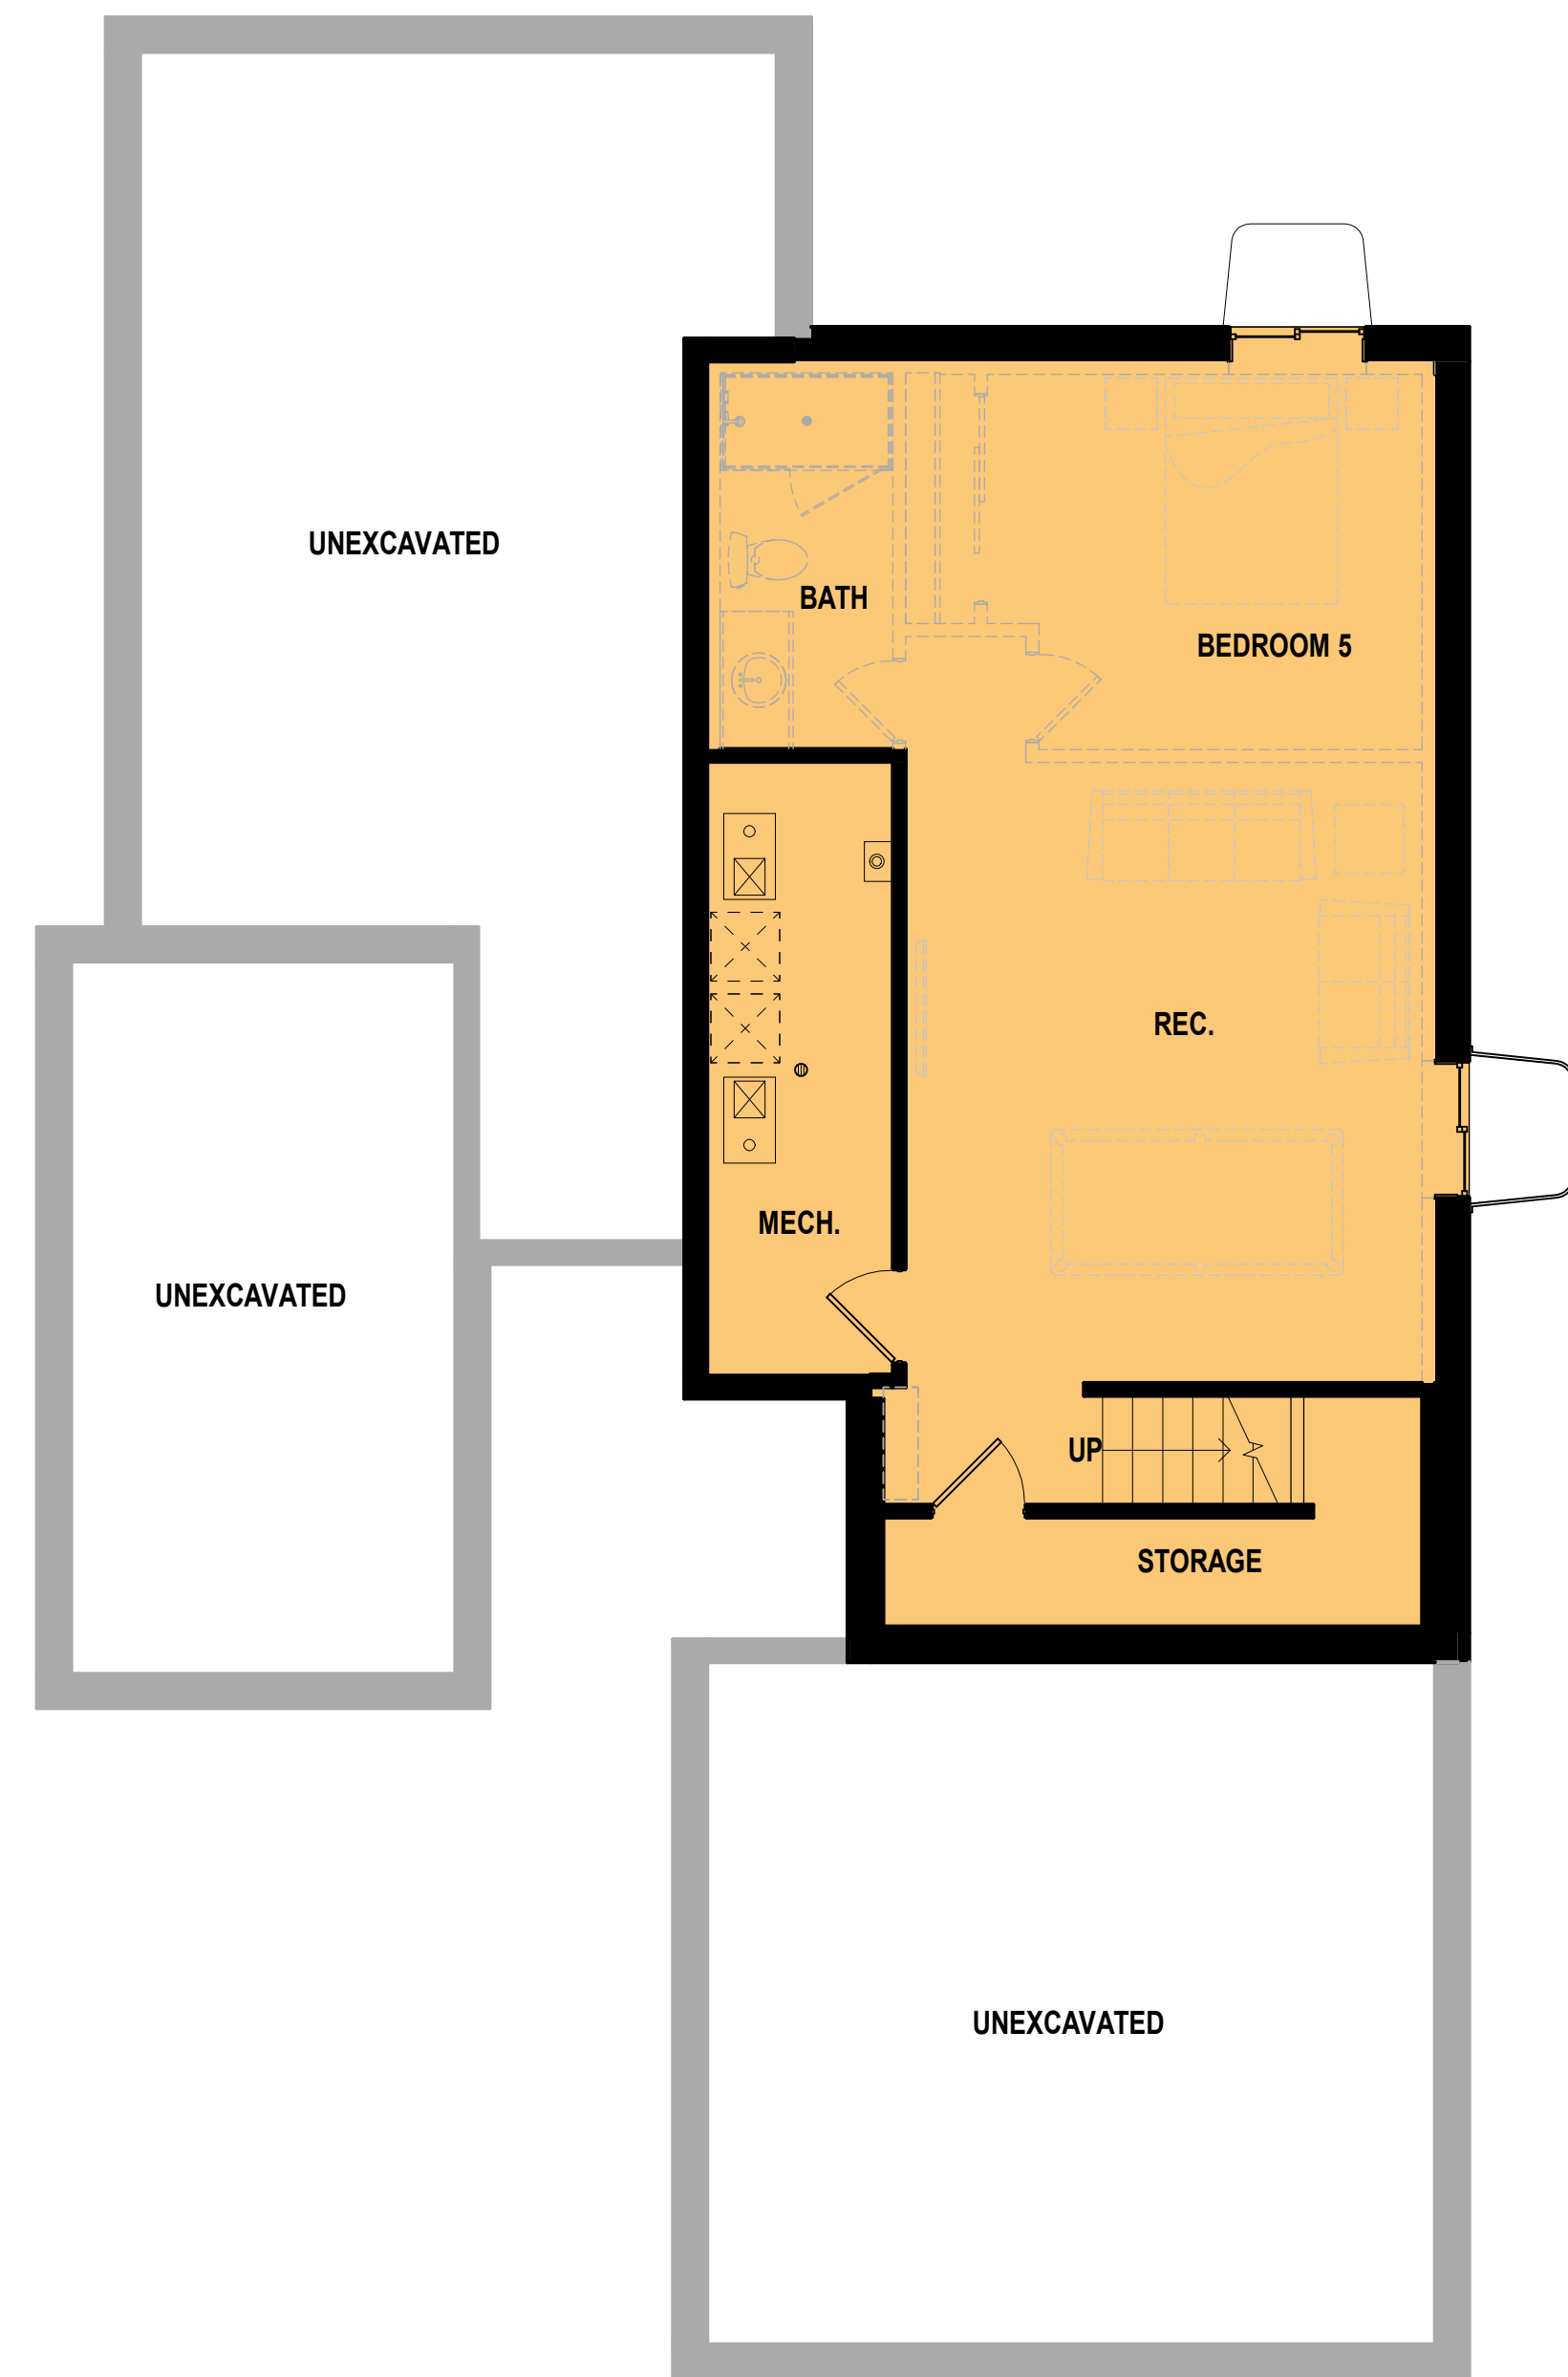 UNEXCAVATED
BATH
BEDROOM 5
REC.
MECH.
UNEXCAVATED
UP
STORAGE
UNEXCAVATED